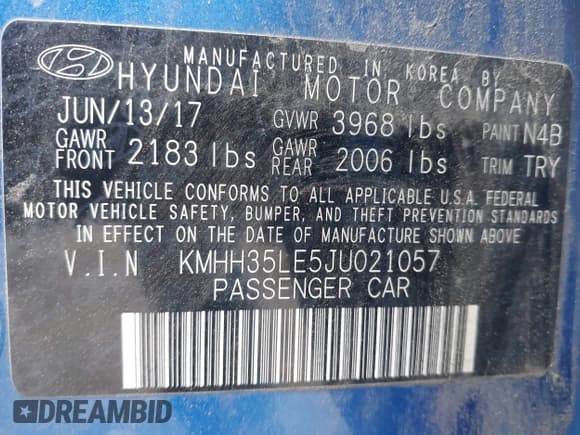 MANUFACTURED IN KOREA BY
HYUNDAI MOTOR COMPANY
JUN/13/17 GVWR 3968 lbs PAINT N4B
GAWR FRONT 2183 lbs GAWR REAR 2006 lbs TRIM TRY
THIS VEHICLE CONFORMS TO ALL APPLICABLE U.S.A. FEDERAL
MOTOR VEHICLE SAFETY, BUMPER, AND THEFT PREVENTION STANDARDS
IN EFFECT ON THE DATE OF MANUFACTURE SHOWN ABOVE
V.I.N KMHH35LE5JU021057
PASSENGER CAR
DREAMBID